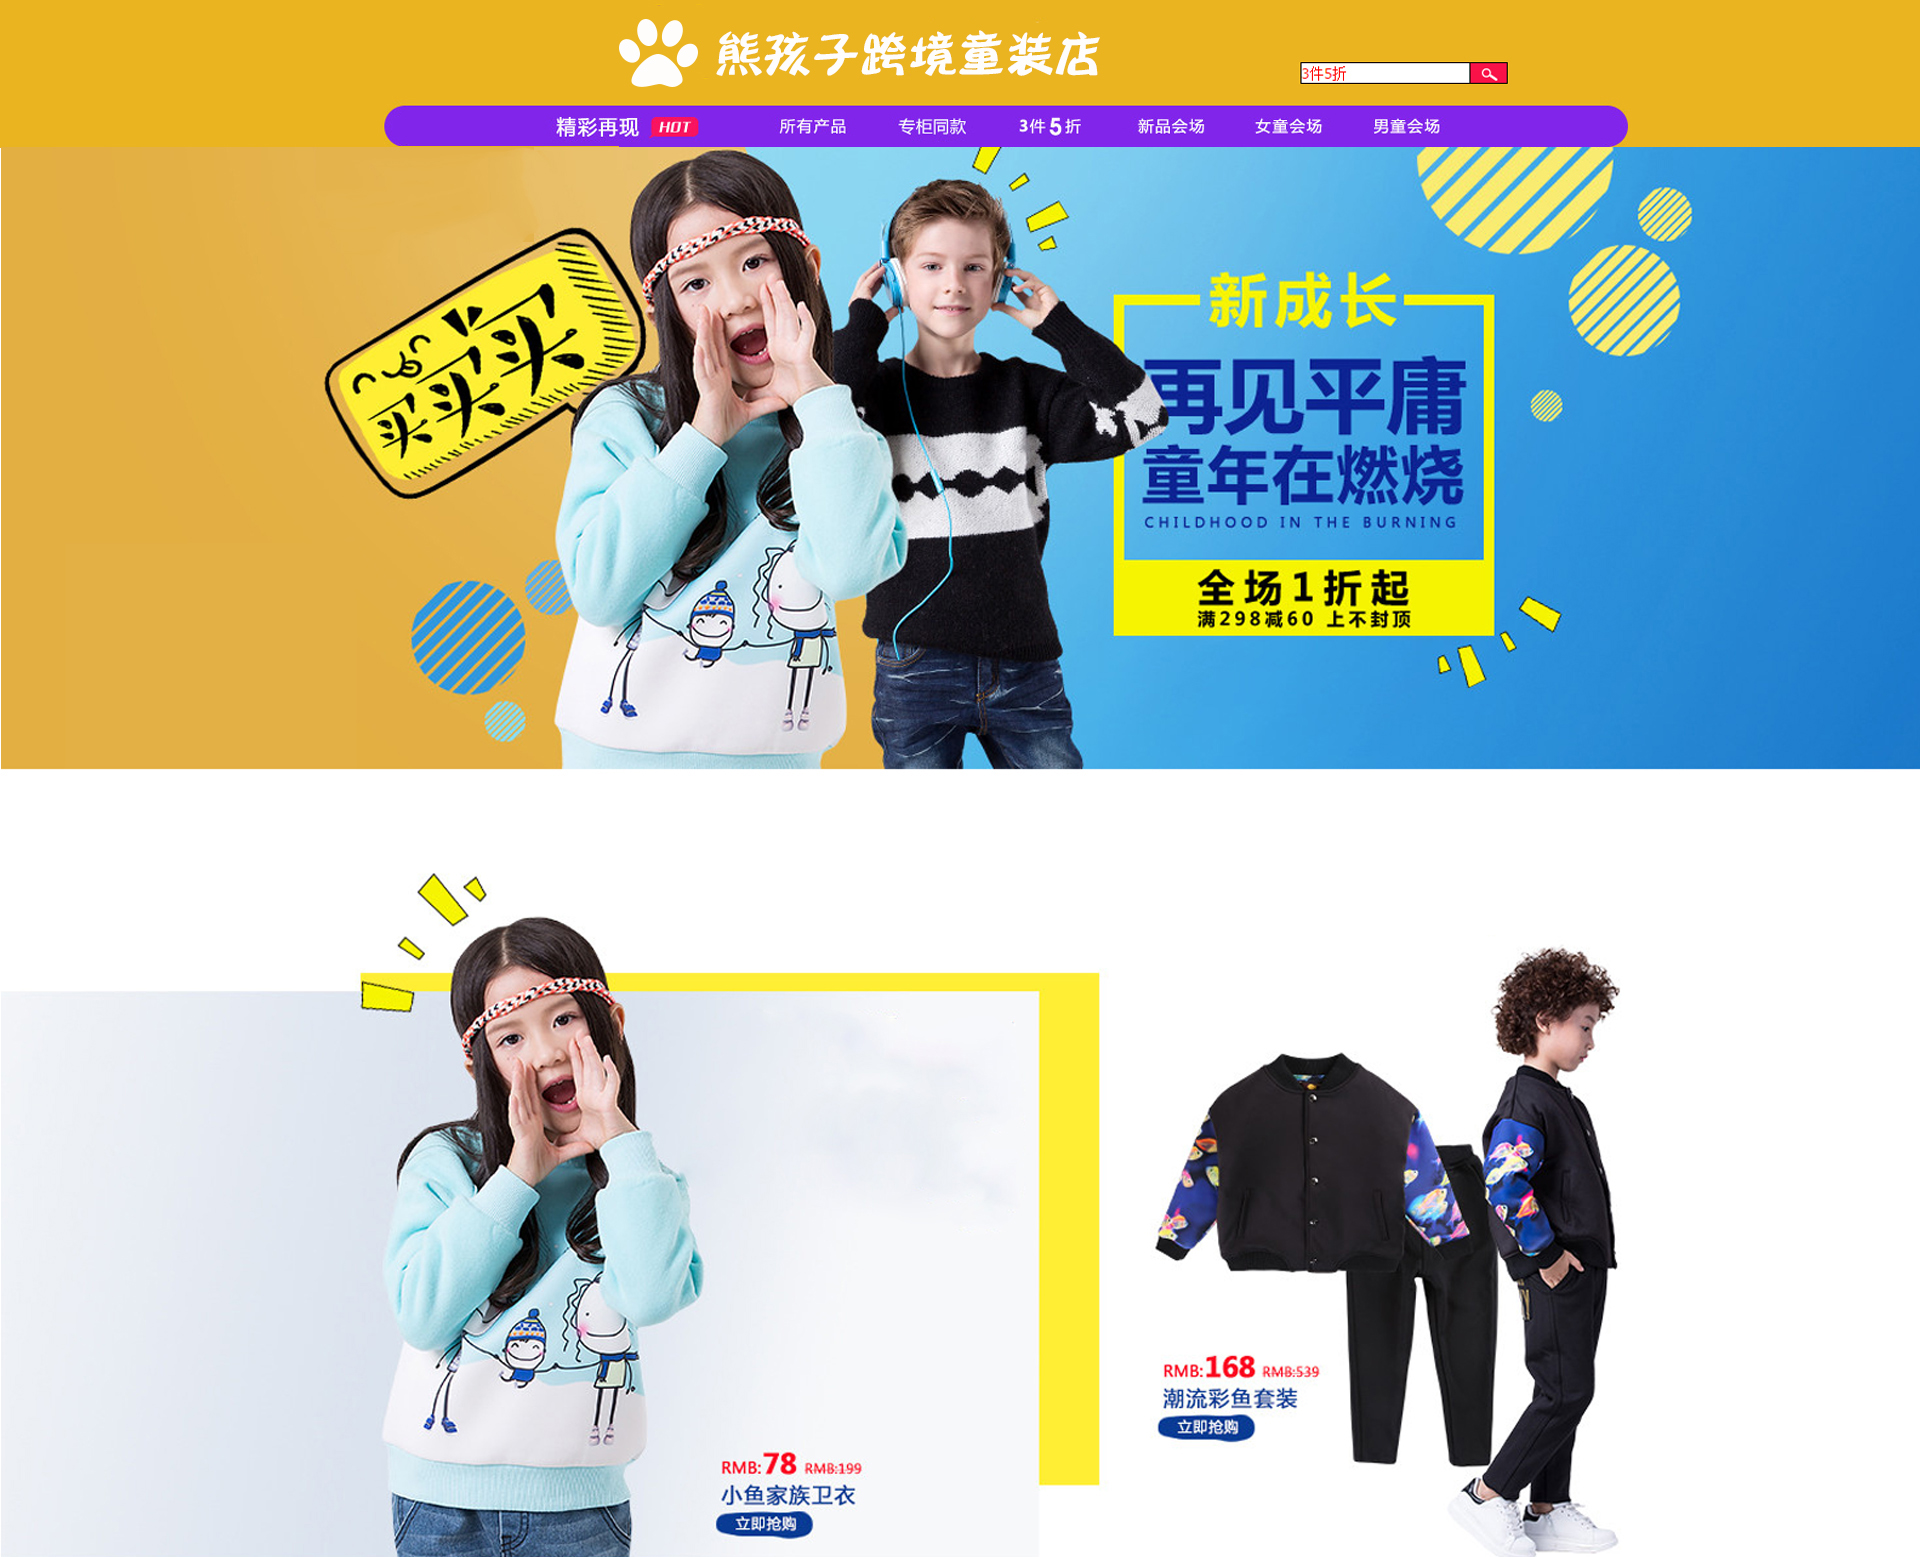 熊孩子跨境童装店
3件5折
精彩再现 HOT 所有产品 专柜同款 3件5折 新品会场 女童会场 男童会场
买买买
新成长
再见平庸
童年在燃烧
CHILDHOOD IN THE BURNING
全场1折起
满298减60 上不封顶
RMB:168 RMB:539
潮流彩鱼套装
立即抢购
RMB:78 RMB:199
小鱼家族卫衣
立即抢购